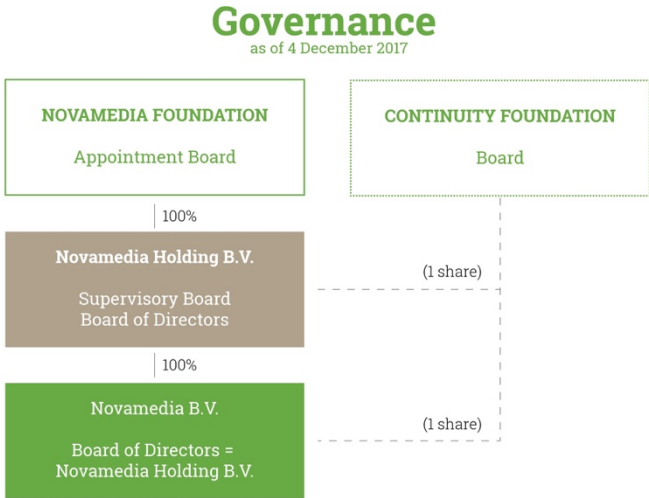 Governance
as of 4 December 2017
NOVAMEDIA FOUNDATION
Appointment Board
CONTINUITY FOUNDATION
Board
100%
Novamedia Holding B.V.
Supervisory Board
Board of Directors
(1 share)
100%
Novamedia B.V.
Board of Directors =
Novamedia Holding B.V.
(1 share)